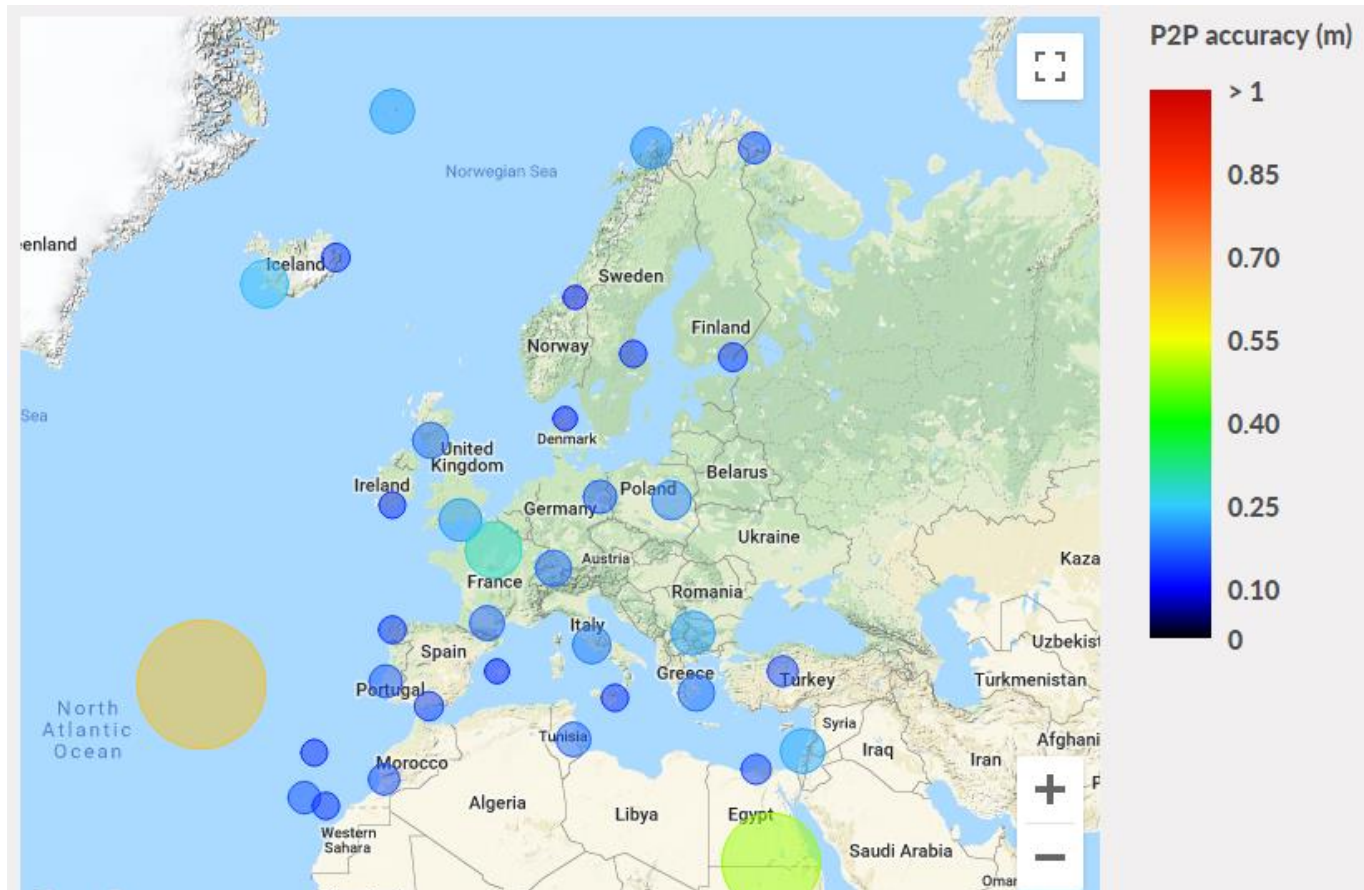 P2P accuracy (m)
> 1
0.85
0.70
0.55
0.40
0.25
0.10
0
Norwegian Sea
enland
Iceland
Sweden
Finland
Norway
Sea
Denmark
United
Kingdom
Ireland
Belarus
Poland
Germany
Ukraine
Austria
Kaza
France
Romania
Italy
Uzbekist
Spain
Greece
Turkey
Türkmenistan
Portugal
North
Atlantic
Ocean
Tunisia
Syria
Afghani
Iraq
Iran
Morocco
Algeria
Libya
Egypt
Western
Sahara
Saudi Arabia
Omar